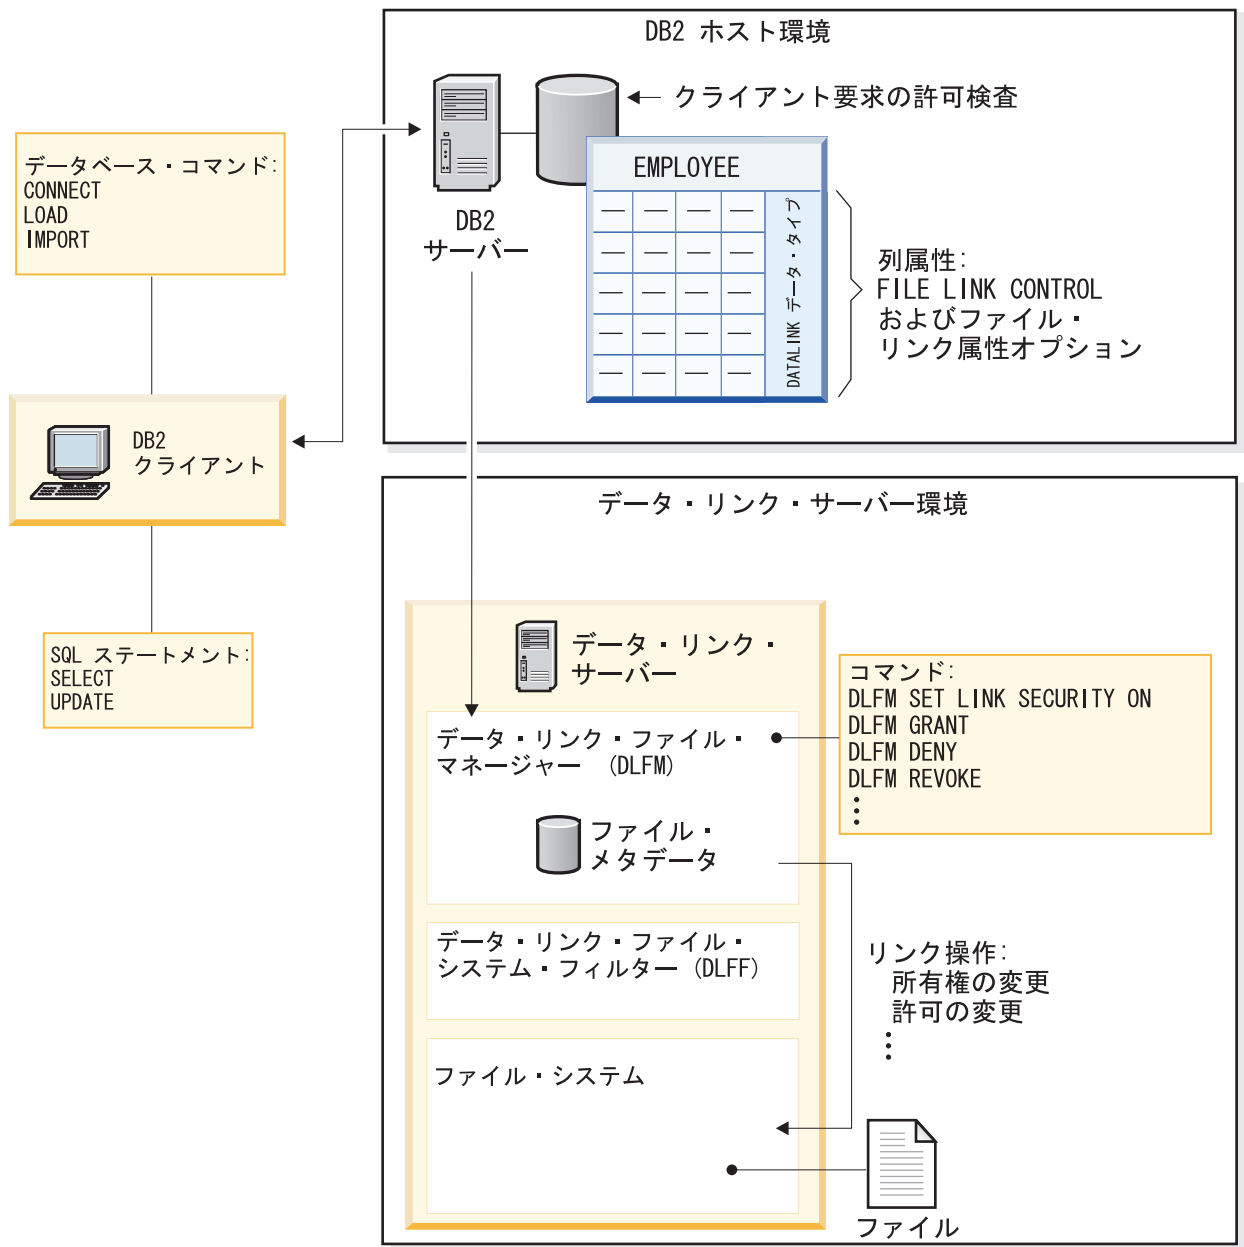 DB2 ホスト環境
クライアント要求の許可検査
データベース・コマンド:
CONNECT
LOAD
IMPORT
EMPLOYEE
DATALINK データ・タイプ
DB2
サーバー
列属性:
FILE LINK CONTROL
およびファイル・
リンク属性オプション
DB2
クライアント
データ・リンク・サーバー環境
SQL ステートメント:
SELECT
UPDATE
データ・リンク・
サーバー
コマンド:
DLFM SET LINK SECURITY ON
DLFM GRANT
DLFM DENY
DLFM REVOKE
⋮
データ・リンク・ファイル・
マネージャー (DLFM)
ファイル・
メタデータ
データ・リンク・ファイル・
システム・フィルター (DLFF)
リンク操作:
所有権の変更
許可の変更
⋮
ファイル・システム
ファイル